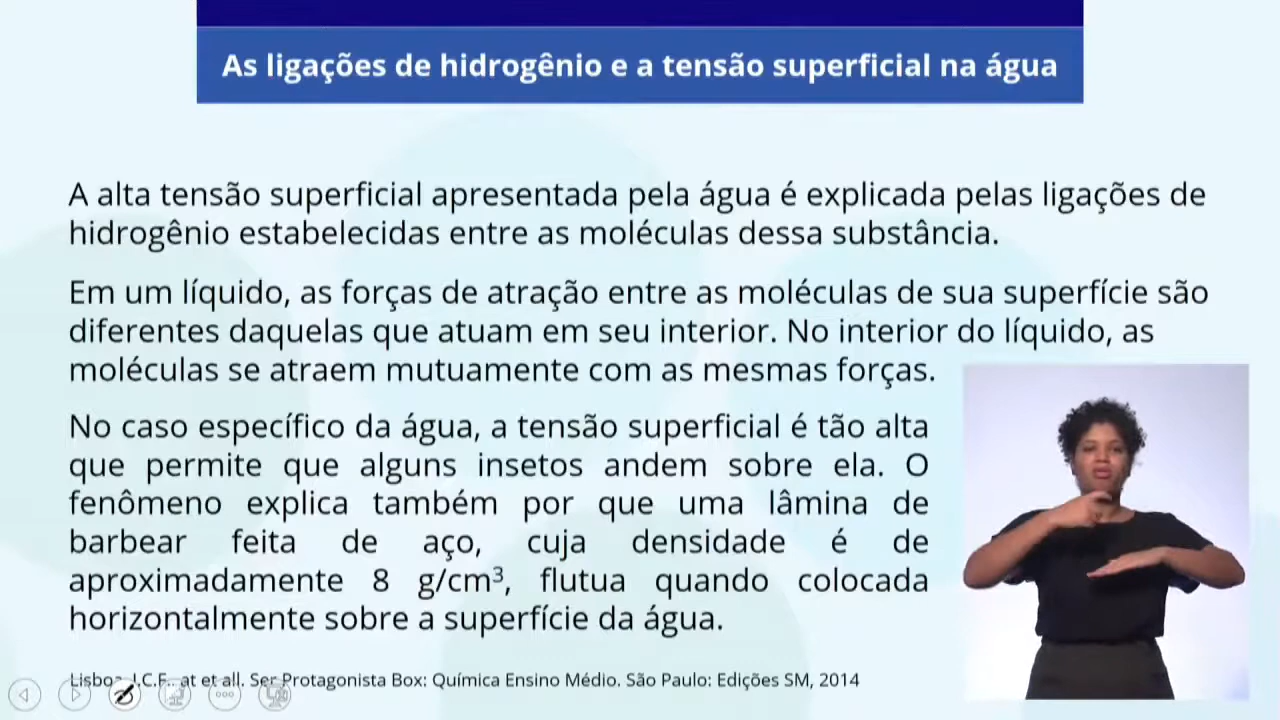 As ligações de hidrogênio e a tensão superficial na água
A alta tensão superficial apresentada pela água é explicada pelas ligações de
hidrogênio estabelecidas entre as moléculas dessa substância.
Em um líquido, as forças de atração entre as moléculas de sua superfície são
diferentes daquelas que atuam em seu interior. No interior do líquido, as
moléculas se atraem mutuamente com as mesmas forças.
No caso específico da água, a tensão superficial é tão alta
que permite que alguns insetos andem sobre ela. O
fenômeno explica também por que uma lâmina de
barbear feita de aço, cuja densidade é de
aproximadamente 8 g/cm³, flutua quando colocada
horizontalmente sobre a superfície da água.
Lisboa, J.C.F.. at et all. Ser Protagonista Box: Química Ensino Médio. São Paulo: Edições SM, 2014